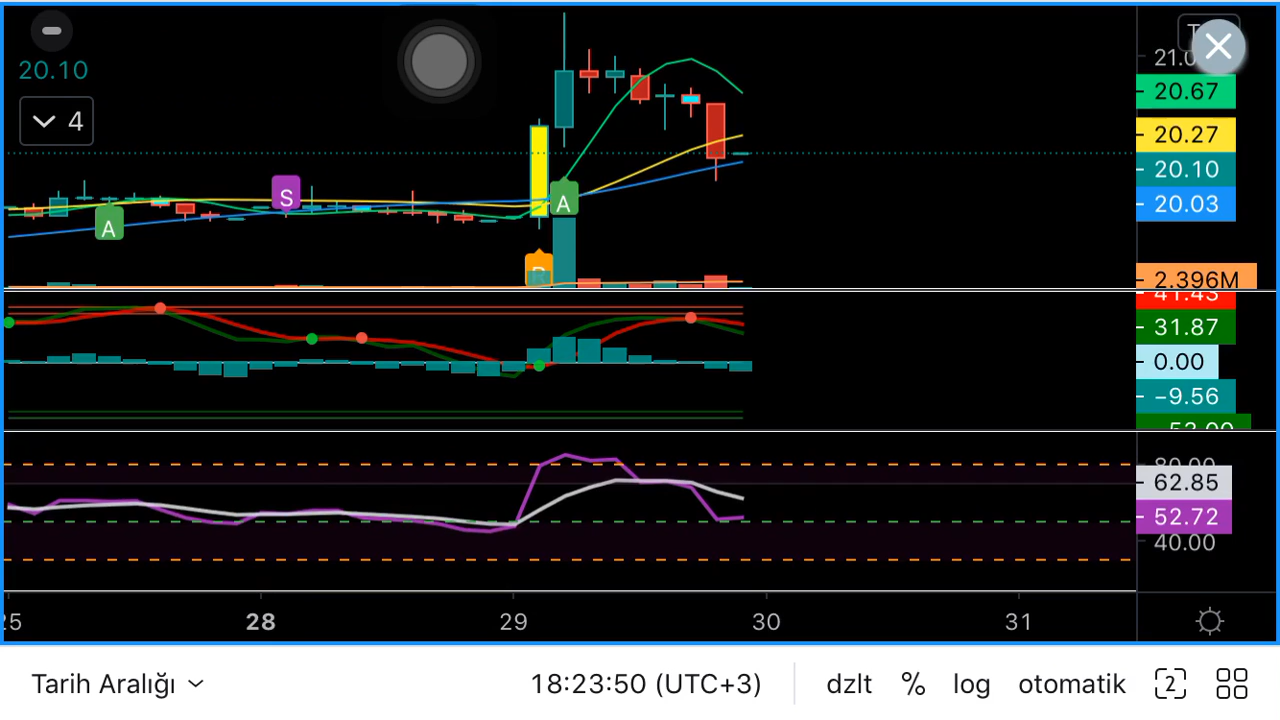 20.10
4
21.0
20.67
S
20.27
20.10
A
A
20.03
2.396M
41.43
31.87
0.00
−9.56
80.00
62.85
52.72
40.00
25
28
29
30
31
Tarih Aralığı
18:23:50 (UTC+3)
dzlt
%
log
otomatik
2